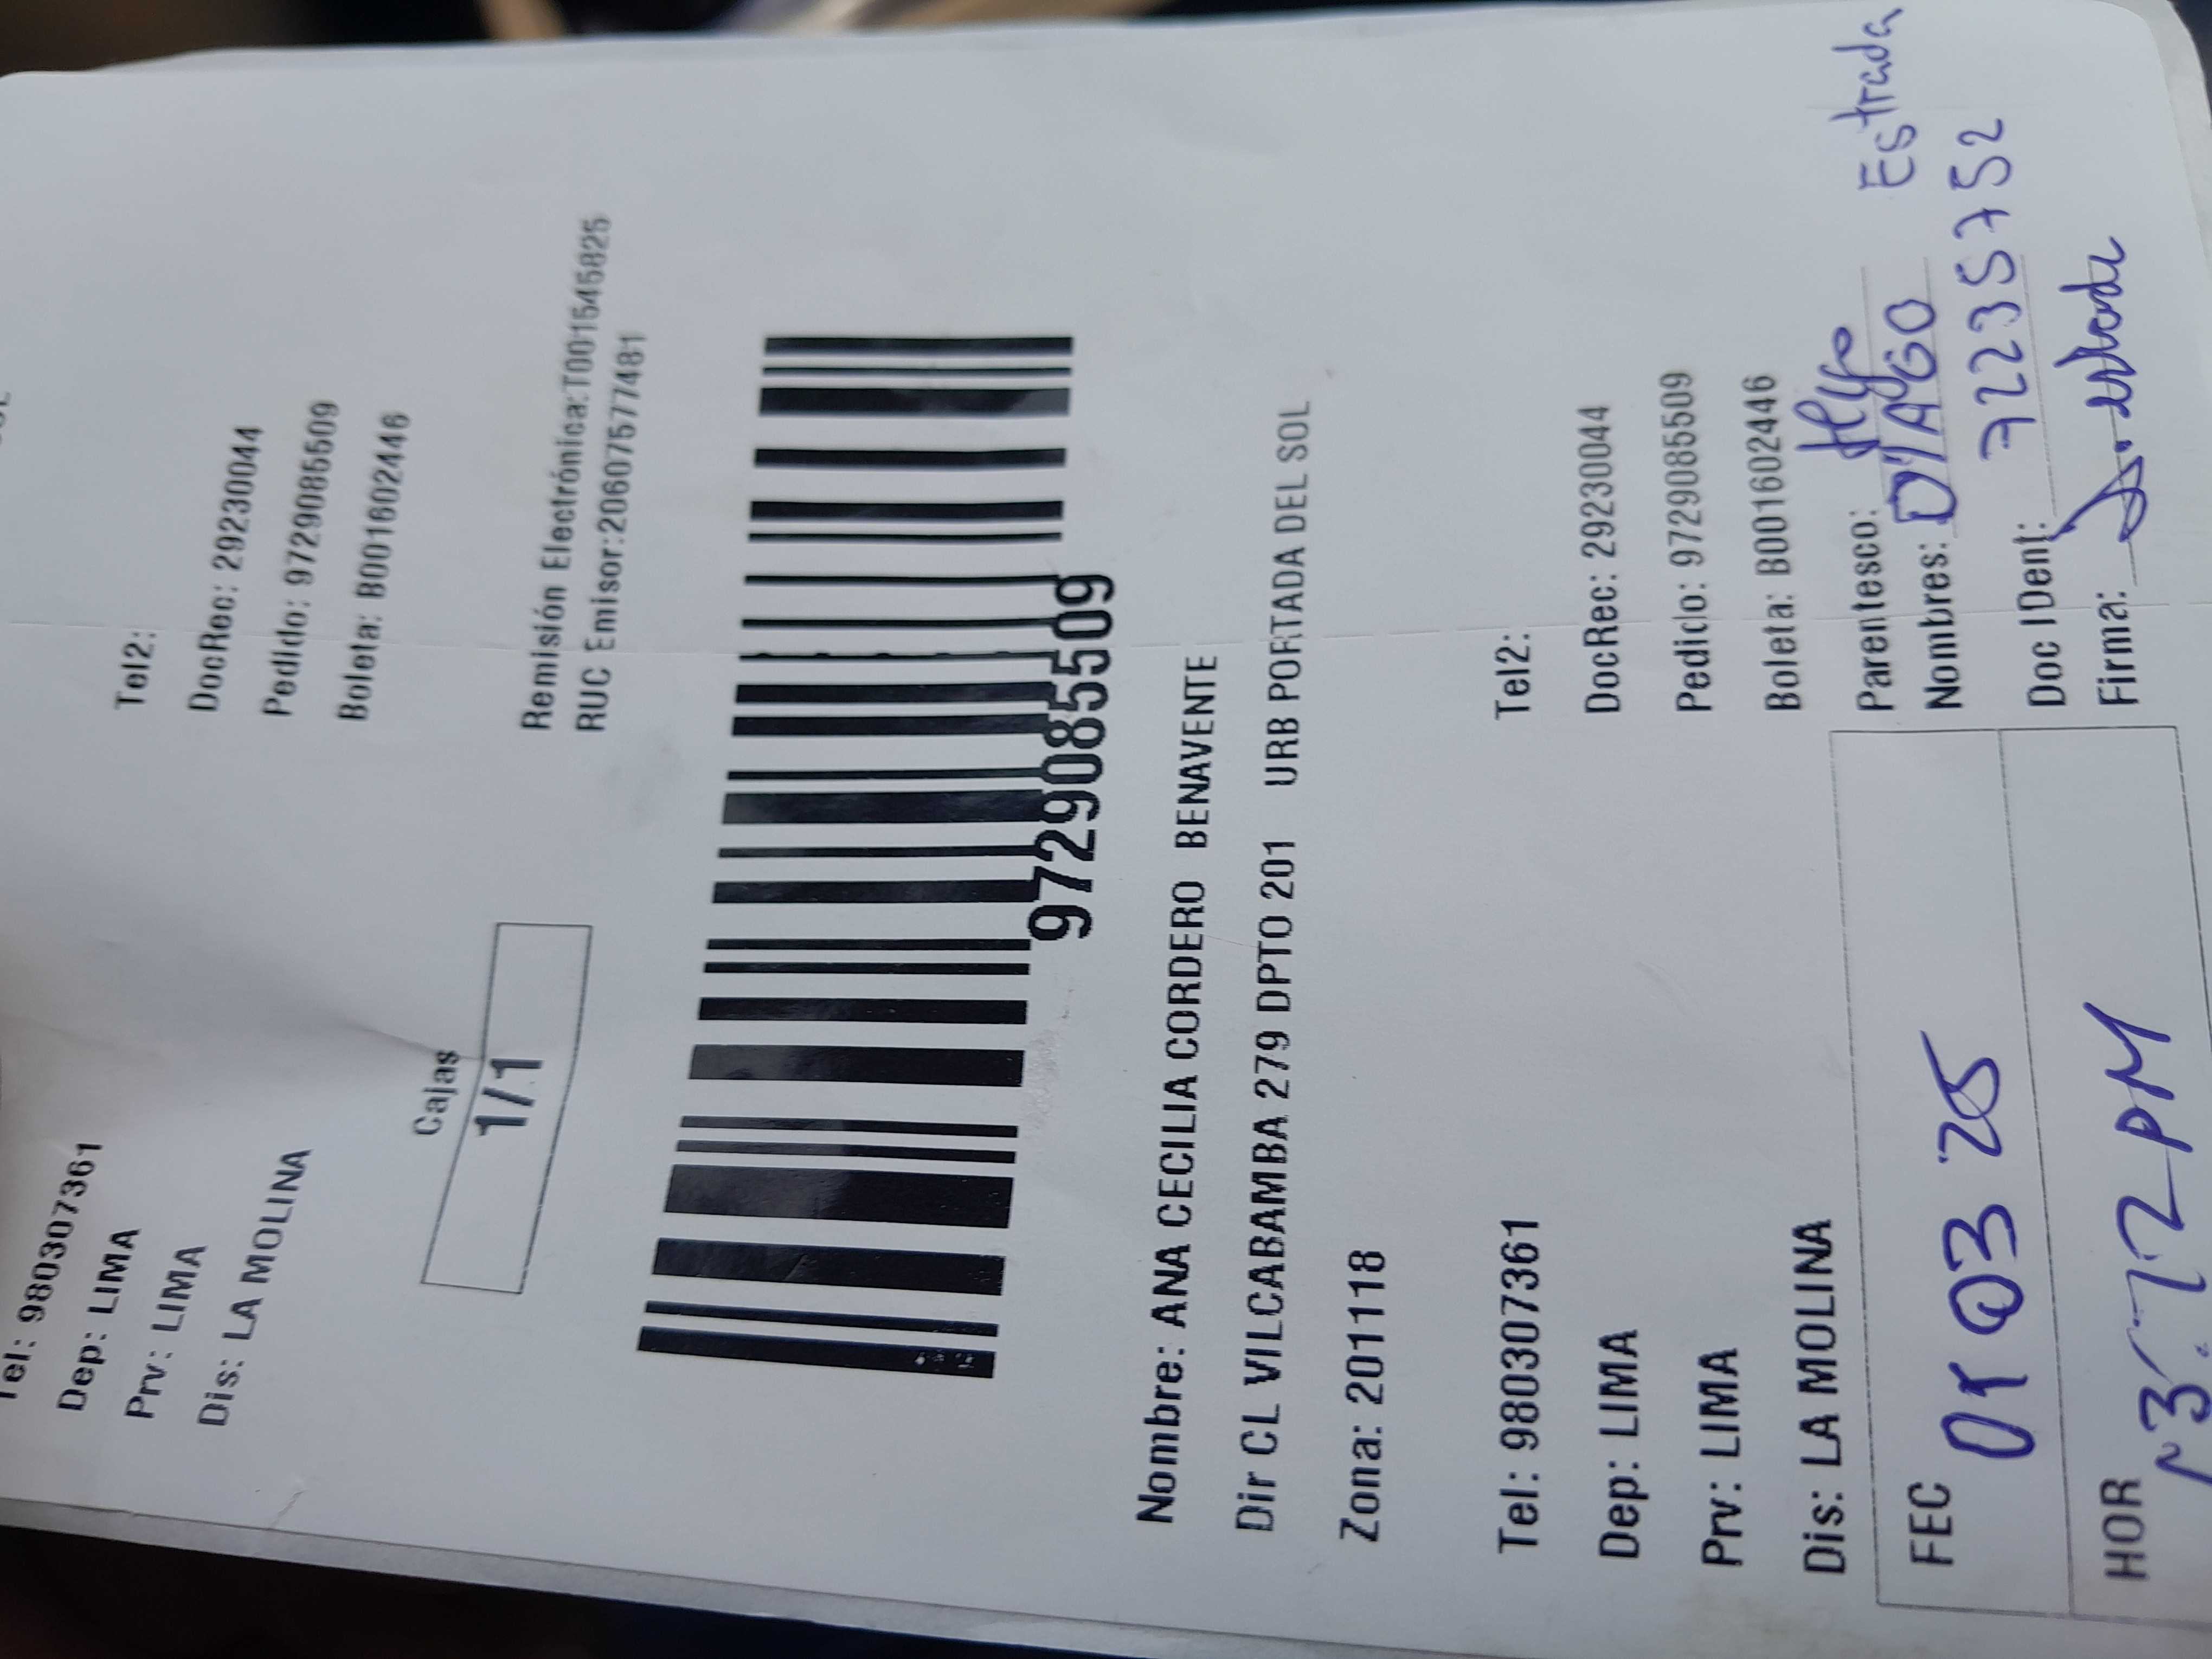 Tel: 980307361
Dep: LIMA
Prv: LIMA
Dis: LA MOLINA
Tel2:
DocRec: 29230044
Pedido: 9729085509
Boleta: B001602446
Cajas
1/1
Remisión Electrónica:T001545825
RUC Emisor:20607577481
9729085509
Nombre: ANA CECILIA CORDERO BENAVENTE
Dir CL VILCABAMBA 279 DPTO 201 URB PORTADA DEL SOL
Zona: 201118
Tel: 980307361
Dep: LIMA
Prv: LIMA
Dis: LA MOLINA
Tel2:
DocRec: 29230044
Pedido: 9729085509
Boleta: B001602446
Parentesco: Hijo
Nombres: DIAGO Estrada
Doc IDent: 72235752
Firma:
FEC 01 03 25
HOR 3:12 PM